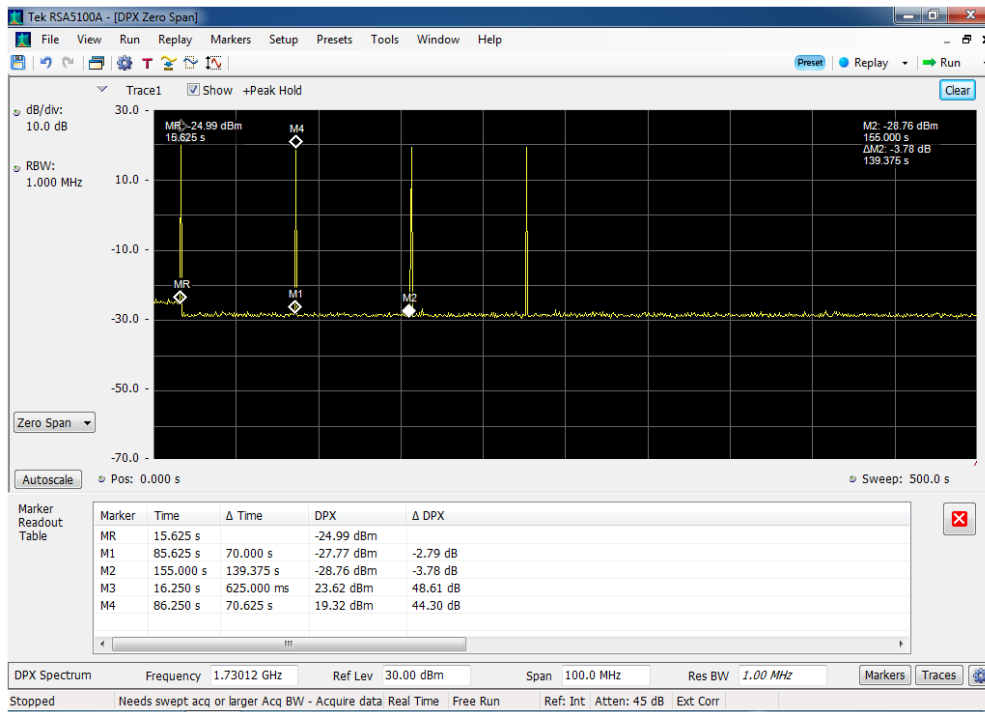 Tek RSA5100A - [DPX Zero Span]
File View Run Replay Markers Setup Presets Tools Window Help
Preset Replay Run
Trace1 Show +Peak Hold Clear
dB/div:
10.0 dB
RBW:
1.000 MHz
30.0 -
10.0 -
-10.0 -
-30.0 -
-50.0 -
-70.0 -
MR: -24.99 dBm
15.625 s
M4
M2: -28.76 dBm
155.000 s
ΔM2: -3.78 dB
139.375 s
MR
M1
M2
Zero Span
Autoscale Pos: 0.000 s Sweep: 500.0 s
Marker
Readout
Table
Marker Time Δ Time DPX Δ DPX
MR 15.625 s -24.99 dBm
M1 85.625 s 70.000 s -27.77 dBm -2.79 dB
M2 155.000 s 139.375 s -28.76 dBm -3.78 dB
M3 16.250 s 625.000 ms 23.62 dBm 48.61 dB
M4 86.250 s 70.625 s 19.32 dBm 44.30 dB
DPX Spectrum Frequency 1.73012 GHz Ref Lev 30.00 dBm Span 100.0 MHz Res BW 1.00 MHz Markers Traces
Stopped Needs swept acq or larger Acq BW - Acquire data Real Time Free Run Ref: Int Atten: 45 dB Ext Corr